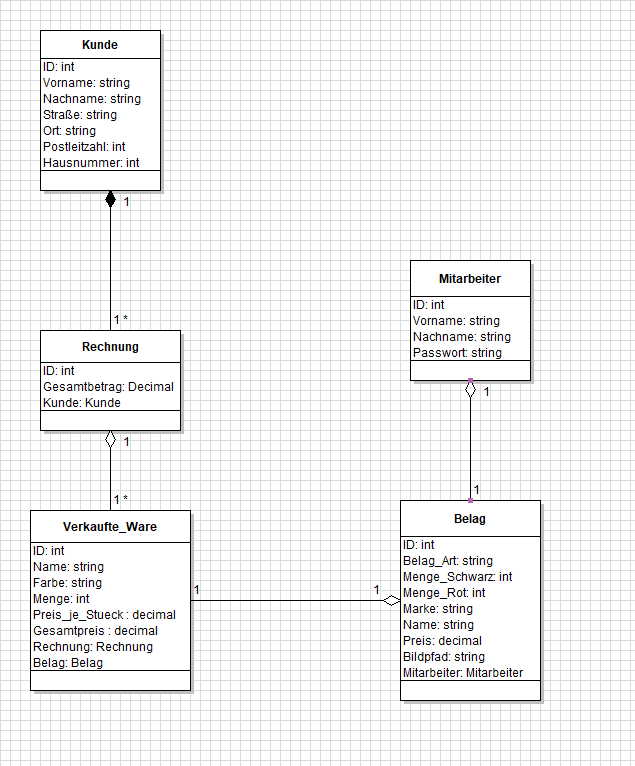 Kunde
ID: int
Vorname: string
Nachname: string
Straße: string
Ort: string
Postleitzahl: int
Hausnummer: int
1
1 *
Rechnung
ID: int
Gesamtbetrag: Decimal
Kunde: Kunde
1
1 *
Verkaufte_Ware
ID: int
Name: string
Farbe: string
Menge: int
Preis_je_Stueck : decimal
Gesamtpreis : decimal
Rechnung: Rechnung
Belag: Belag
1
1
Mitarbeiter
ID: int
Vorname: string
Nachname: string
Passwort: string
1
1
Belag
ID: int
Belag_Art: string
Menge_Schwarz: int
Menge_Rot: int
Marke: string
Name: string
Preis: decimal
Bildpfad: string
Mitarbeiter: Mitarbeiter